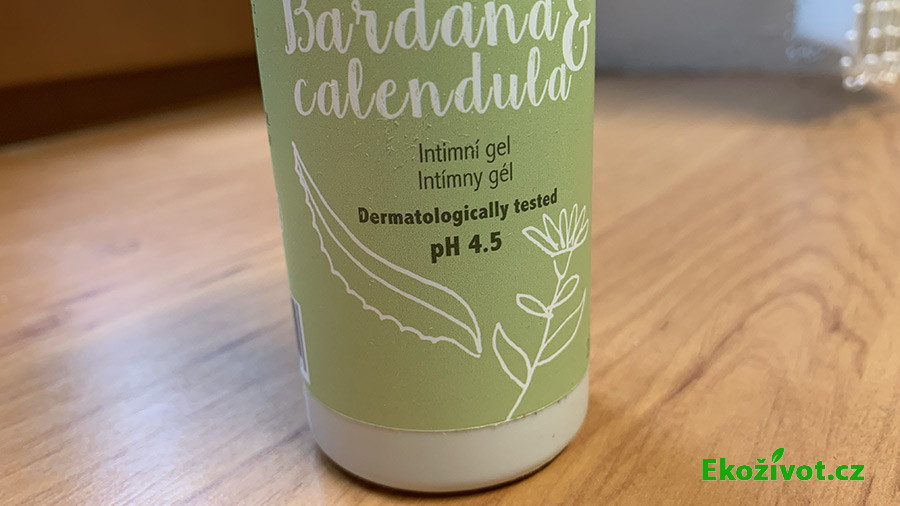 Bardana &
calendula
Intimní gel
Intímny gél
Dermatologically tested
pH 4.5
Ekoživot.cz